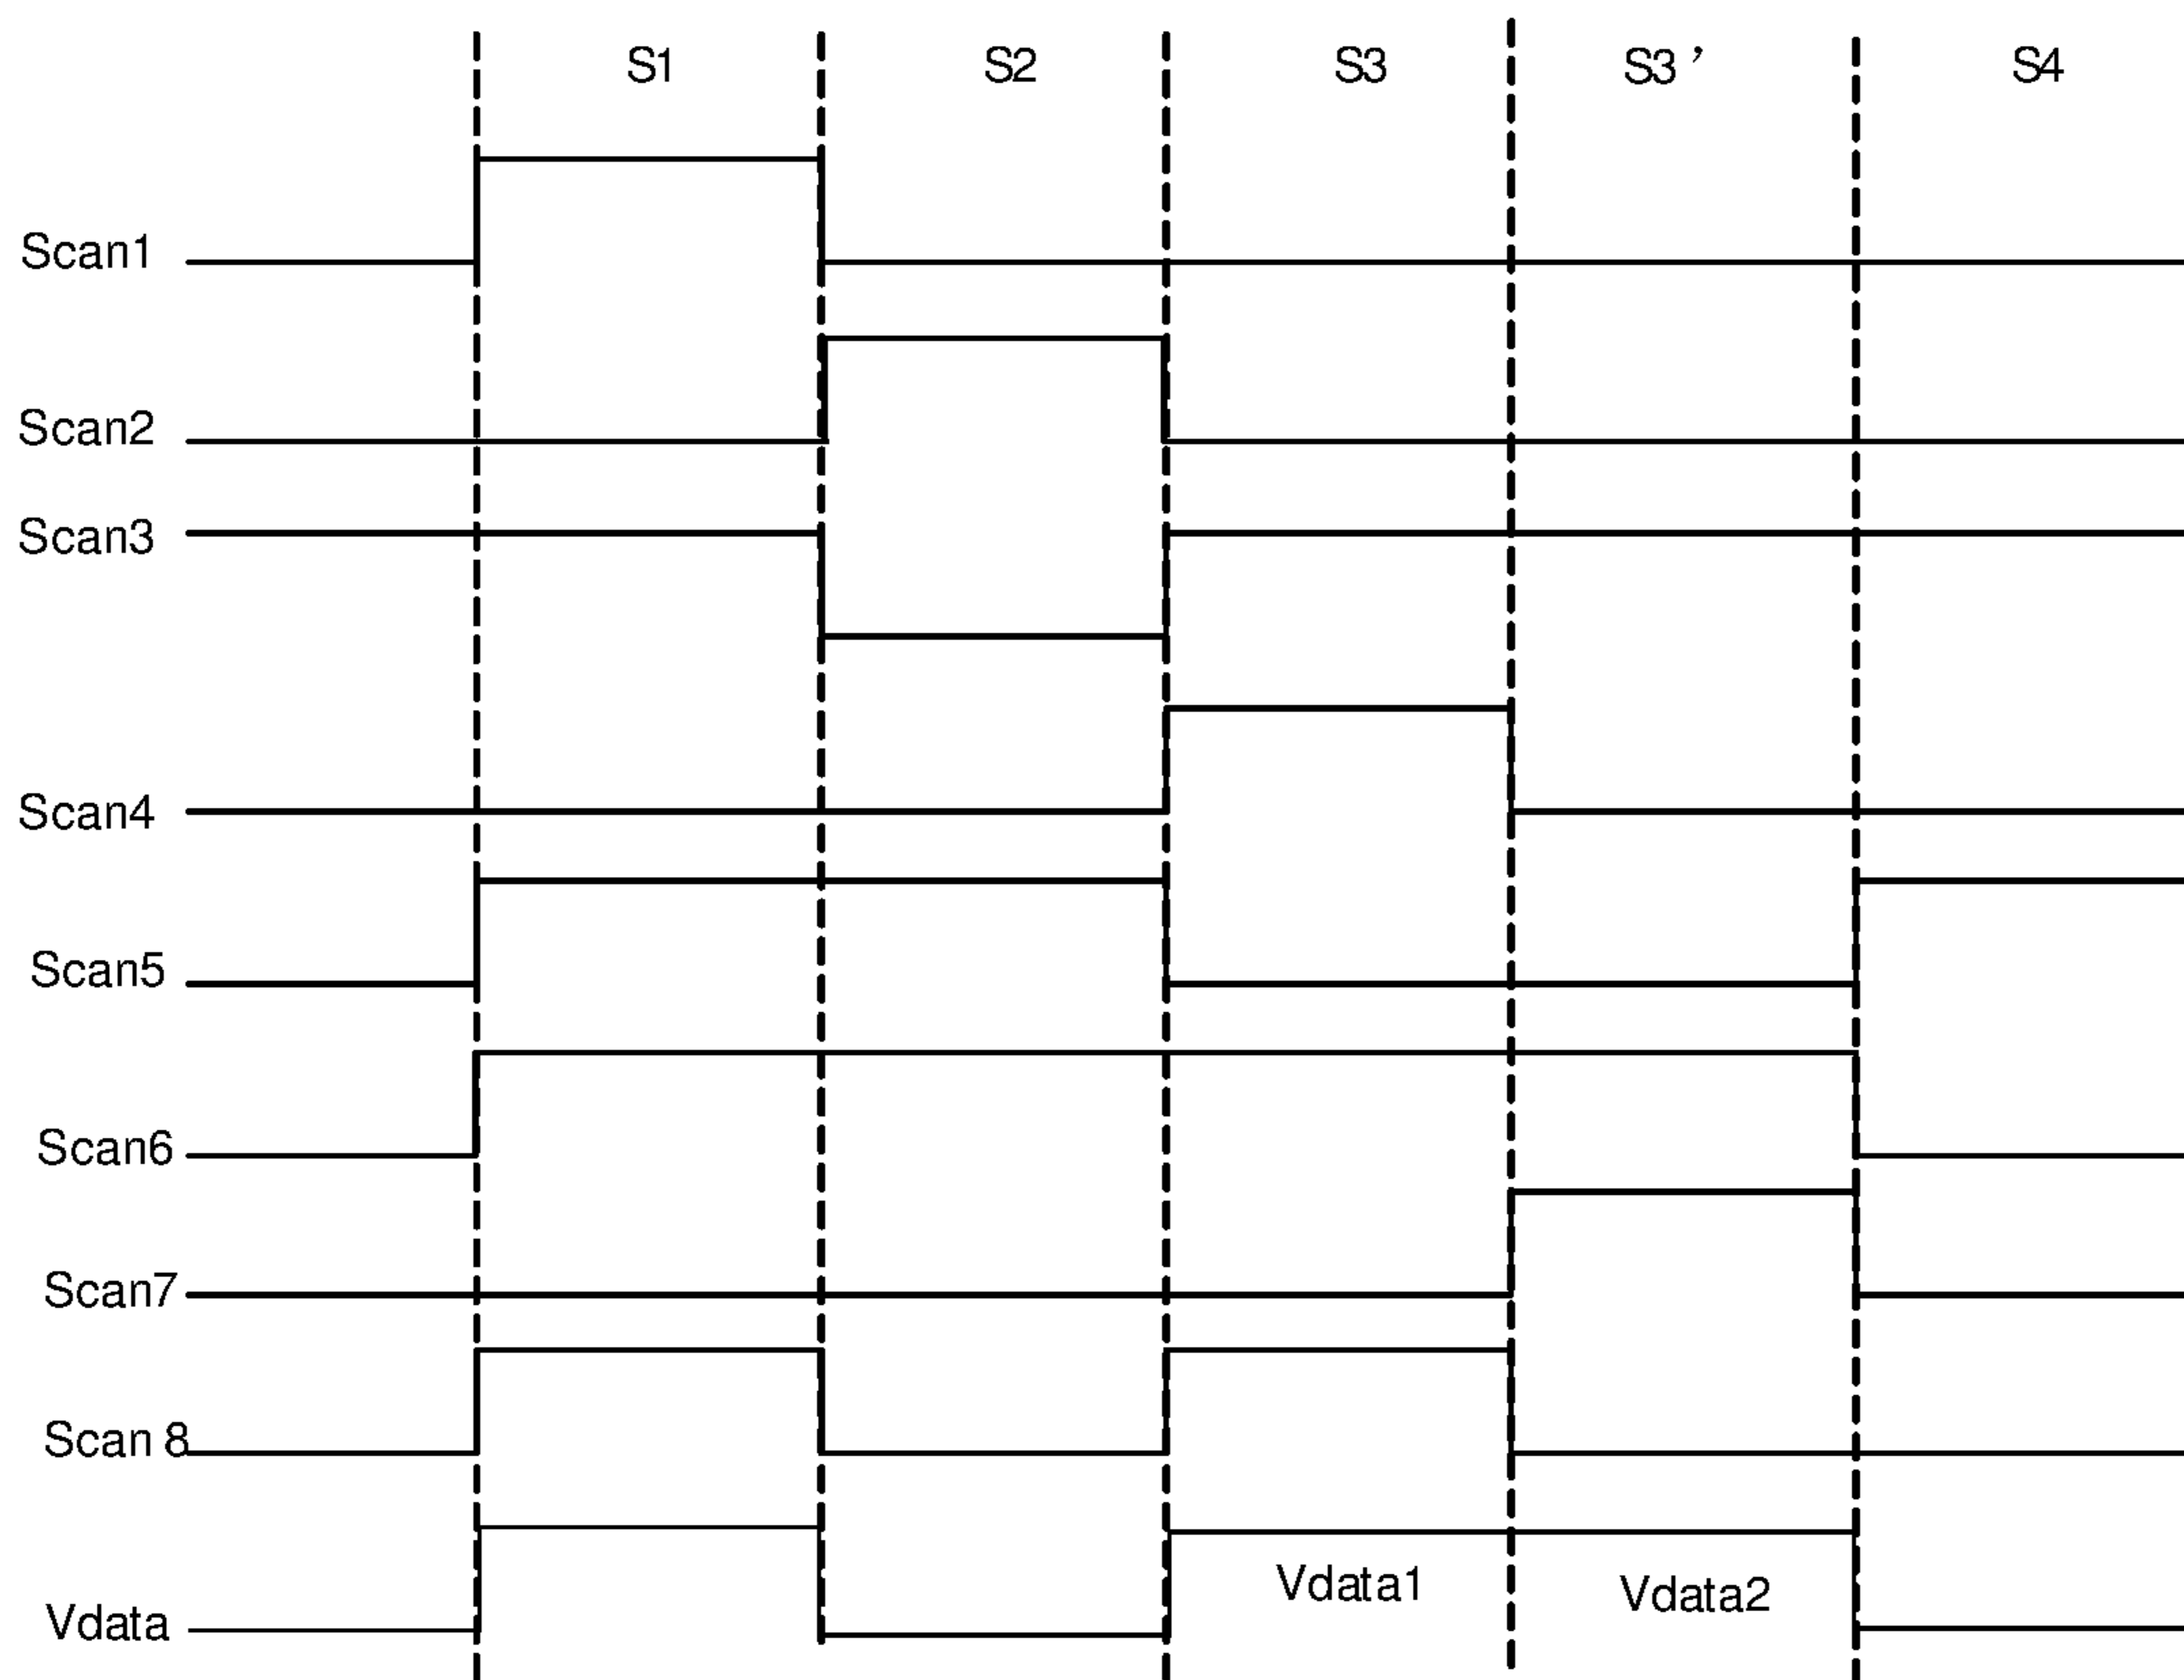 S1 S2 S3 S3’ S4
Scan1
Scan2
Scan3
Scan4
Scan5
Scan6
Scan7
Scan 8
Vdata1 Vdata2
Vdata